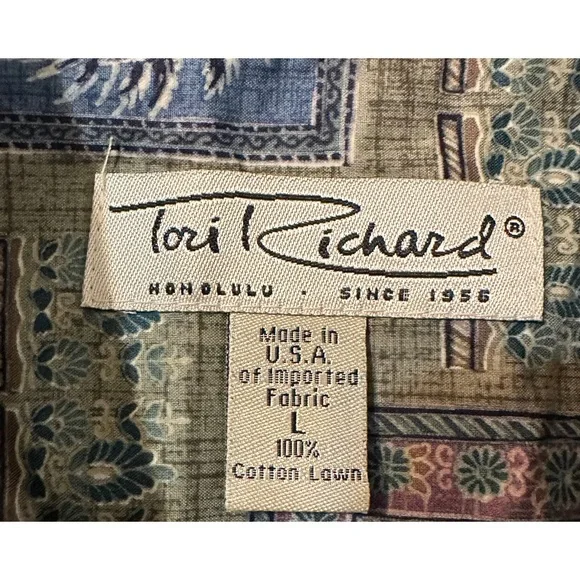 Tori Richard®
HONOLULU · SINCE 1956
Made in
U.S.A.
of Imported
Fabric
L
100%
Cotton Lawn